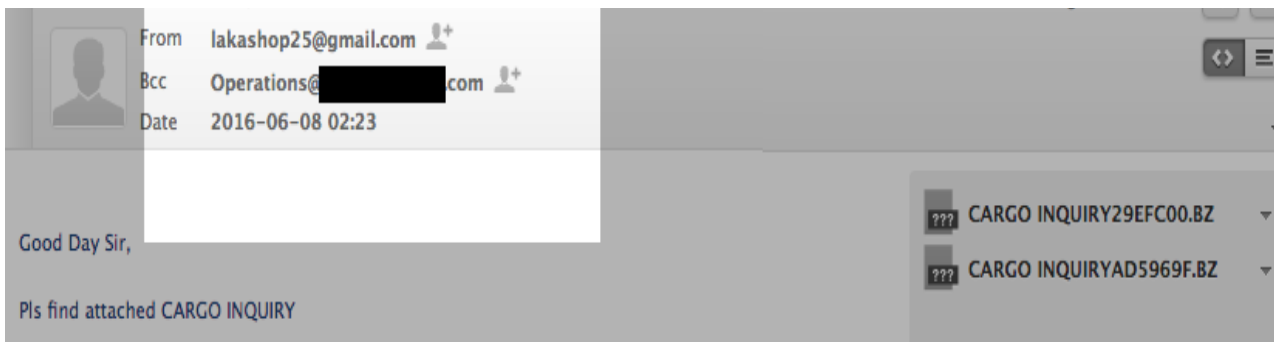 From lakashop25@gmail.com
Bcc Operations@ .com
Date 2016-06-08 02:23
CARGO INQUIRY29EFC00.BZ
CARGO INQUIRYAD5969F.BZ
Good Day Sir,
Pls find attached CARGO INQUIRY